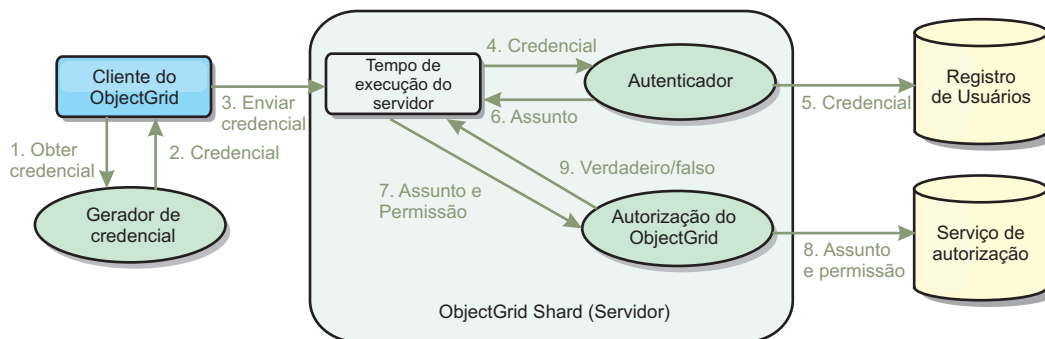 Cliente do
ObjectGrid
1. Obter
credencial
2. Credencial
Gerador de
credencial
3. Enviar
credencial
Tempo de
execução do
servidor
4. Credencial
Autenticador
6. Assunto
5. Credencial
Registro
de Usuários
7. Assunto e
Permissão
9. Verdadeiro/falso
Autorização do
ObjectGrid
8. Assunto
e permissão
Serviço de
autorização
ObjectGrid Shard (Servidor)